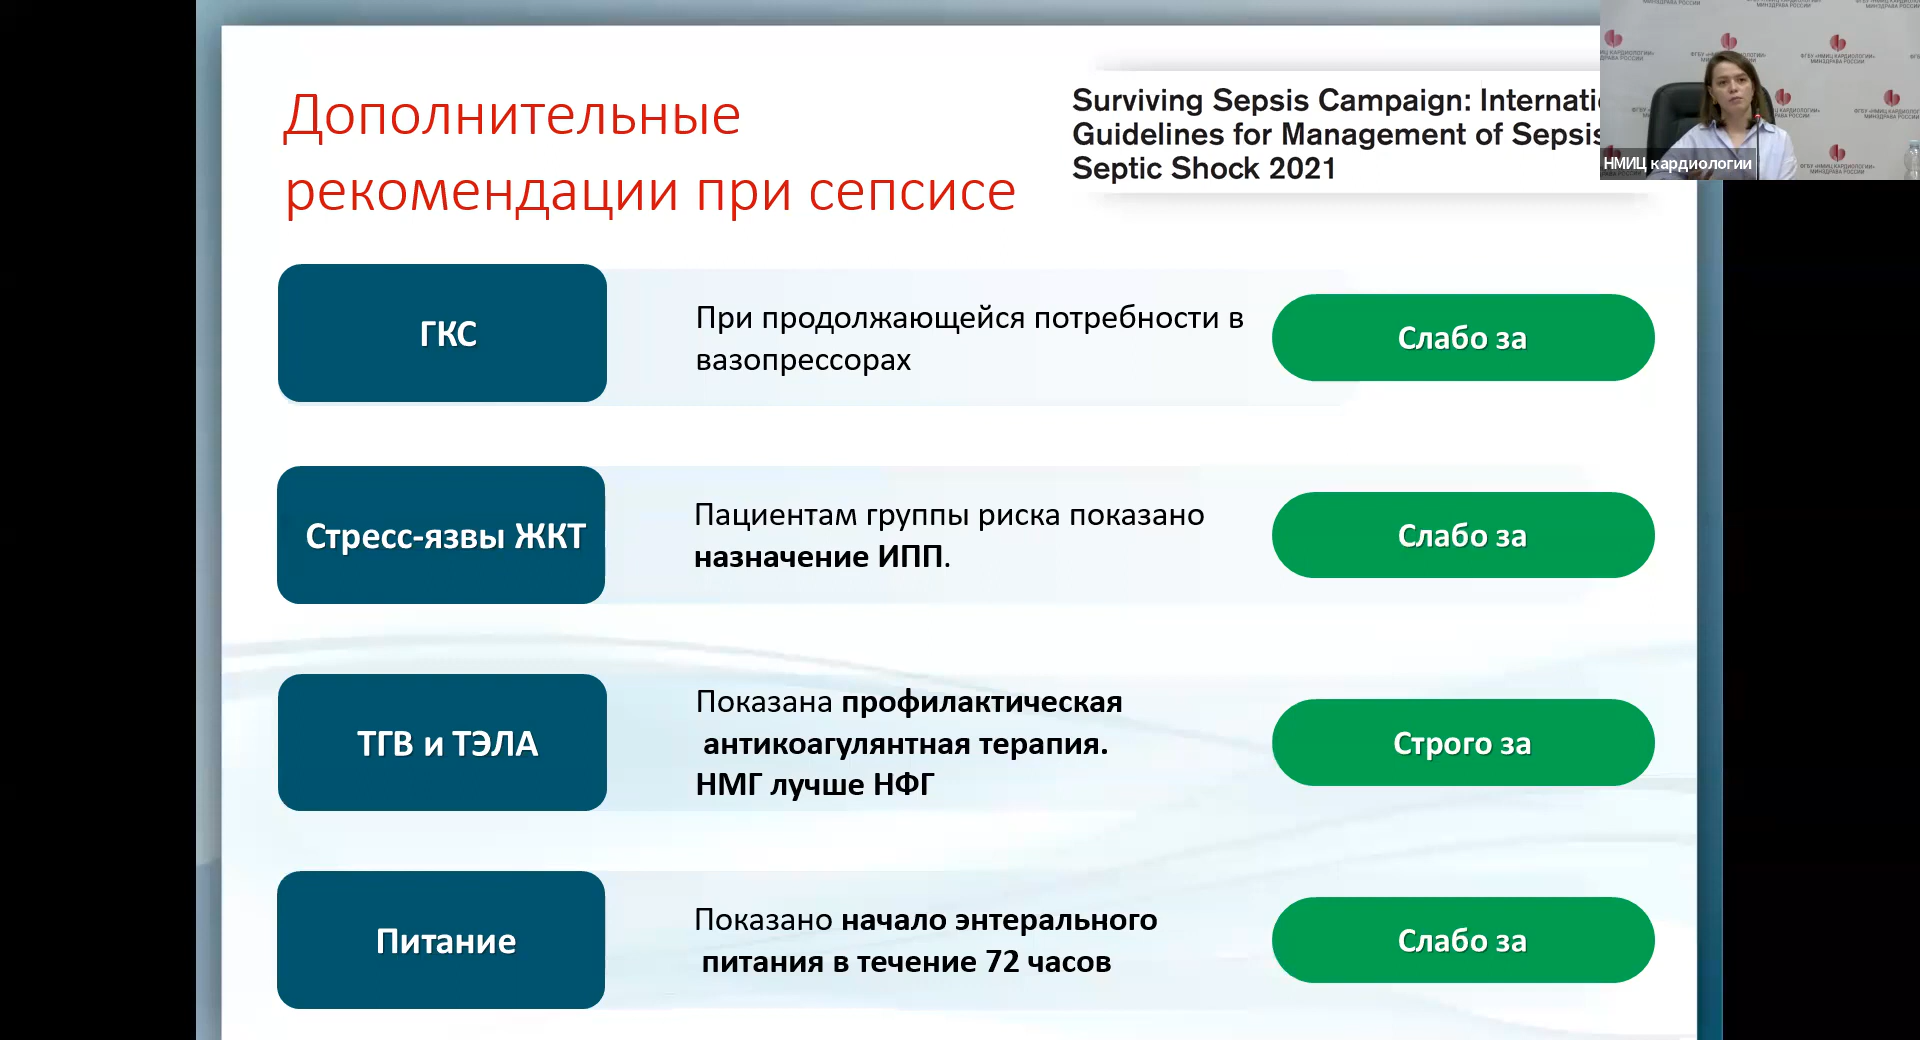 Дополнительные
рекомендации при сепсисе
Surviving Sepsis Campaign: Internati
Guidelines for Management of Sepsis
Septic Shock 2021
НМИЦ кардиологии
ГКС
При продолжающейся потребности в
вазопрессорах
Слабо за
Стресс-язвы ЖКТ
Пациентам группы риска показано
назначение ИПП.
Слабо за
ТГВ и ТЭЛА
Показана профилактическая
антикоагулянтная терапия.
НМГ лучше НФГ
Строго за
Питание
Показано начало энтерального
питания в течение 72 часов
Слабо за